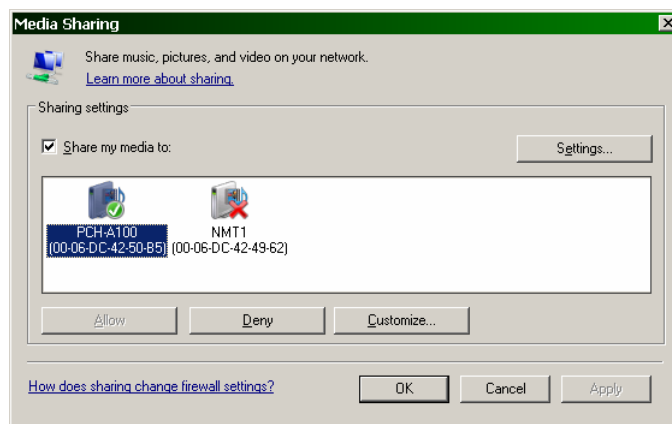 Media Sharing
Share music, pictures, and video on your network.
Learn more about sharing.
Sharing settings
Share my media to:
Settings...
PCH-A100
(00-06-DC-42-50-B5)
NMT1
(00-06-DC-42-49-62)
Allow
Deny
Customize...
How does sharing change firewall settings?
OK
Cancel
Apply